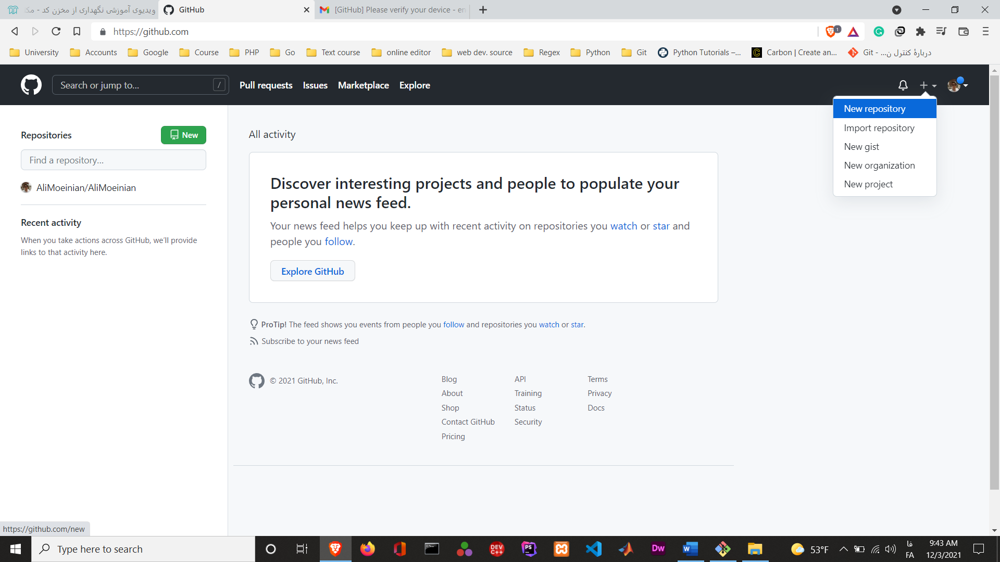 ویدیوی آموزشی نگهداری از مخزن کد - مک
GitHub
[GitHub] Please verify your device - en
https://github.com
1
University
Accounts
Google
Course
PHP
Go
Text course
online editor
web dev. source
Regex
Python
Git
Python Tutorials –...
Carbon | Create an...
Git - ...دربارهٔ کنترل ن
Search or jump to...
/
Pull requests
Issues
Marketplace
Explore
New repository
Import repository
New gist
New organization
New project
Repositories
New
Find a repository...
AliMoeinian/AliMoeinian
Recent activity
When you take actions across GitHub, we'll provide
links to that activity here.
All activity
Discover interesting projects and people to populate your
personal news feed.
Your news feed helps you keep up with recent activity on repositories you watch or star and
people you follow.
Explore GitHub
ProTip! The feed shows you events from people you follow and repositories you watch or star.
Subscribe to your news feed
© 2021 GitHub, Inc.
Blog
About
Shop
Contact GitHub
Pricing
API
Training
Status
Security
Terms
Privacy
Docs
https://github.com/new
Type here to search
DEV
C++
PS
Dw
W
53°F
فا
FA
9:43 AM
12/3/2021